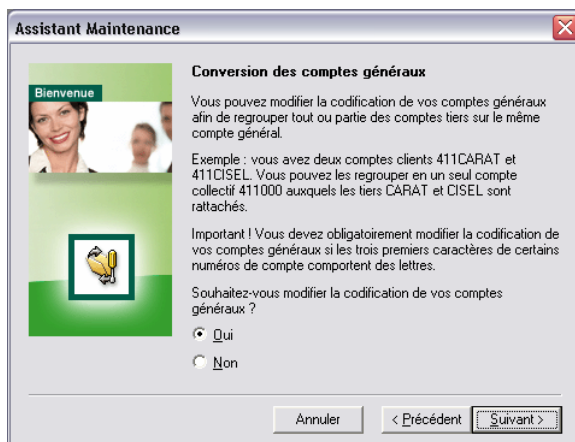 Assistant Maintenance
Bienvenue
Conversion des comptes généraux
Vous pouvez modifier la codification de vos comptes généraux
afin de regrouper tout ou partie des comptes tiers sur le même
compte général.
Exemple : vous avez deux comptes clients 411CARAT et
411CISEL. Vous pouvez les regrouper en un seul compte
collectif 411000 auxquels les tiers CARAT et CISEL sont
rattachés.
Important ! Vous devez obligatoirement modifier la codification de
vos comptes généraux si les trois premiers caractères de certains
numéros de compte comportent des lettres.
Souhaitez-vous modifier la codification de vos comptes
généraux ?
Oui
Non
Annuler
< Précédent
Suivant >